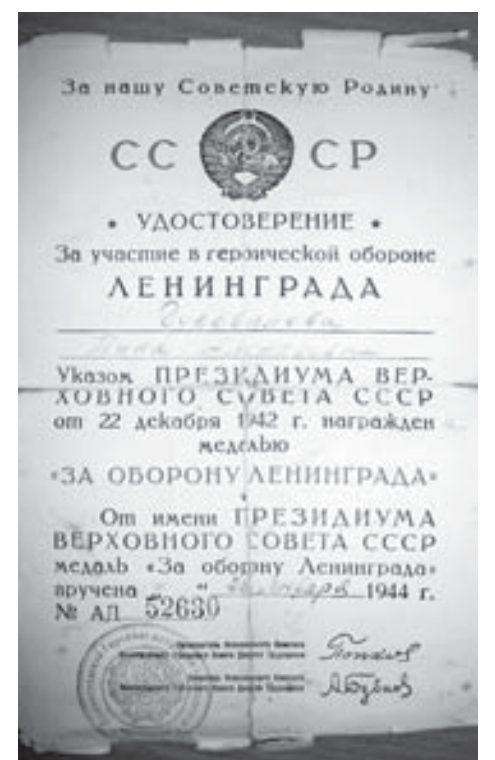 За нашу Советскую Родину
СС СР
• УДОСТОВЕРЕНИЕ •
За участие в героической обороне
ЛЕНИНГРАДА
Указом ПРЕЗИДИУМА ВЕР-
ХОВНОГО СОВЕТА СССР
от 22 декабря 1942 г. награжден
медалью
«ЗА ОБОРОНУ ЛЕНИНГРАДА»
От имени ПРЕЗИДИУМА
ВЕРХОВНОГО СОВЕТА СССР
медаль «За оборону Ленинграда»
вручена " 1944 г.
№ АП 52630